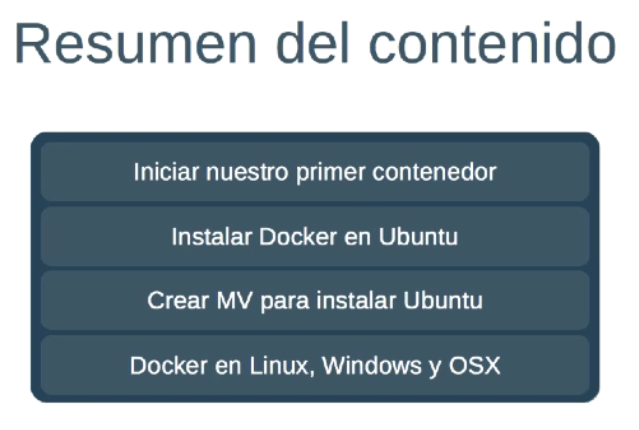 Resumen del contenido
Iniciar nuestro primer contenedor
Instalar Docker en Ubuntu
Crear MV para instalar Ubuntu
Docker en Linux, Windows y OSX